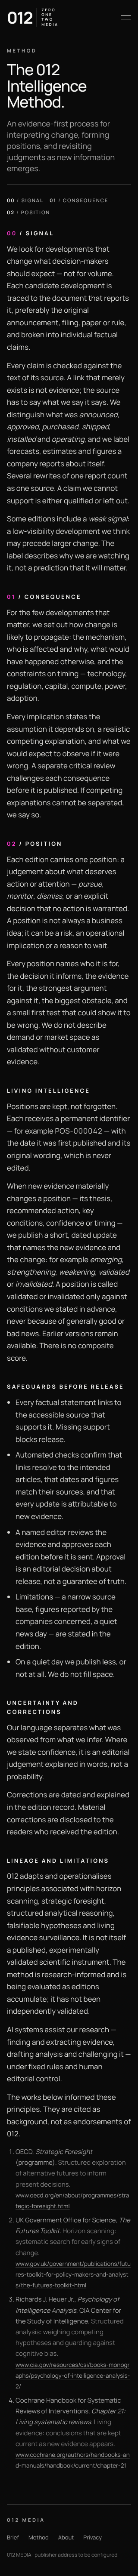 012
ZERO
ONE
TWO
MEDIA
METHOD
The 012
Intelligence
Method.
An evidence-first process for
interpreting change, forming
positions, and revisiting
judgments as new information
emerges.
00 / SIGNAL 01 / CONSEQUENCE
02 / POSITION
00 / SIGNAL
We look for developments that
change what decision-makers
should expect — not for volume.
Each candidate development is
traced to documents that report
it, preferably the original
announcement, filing, paper or rule,
and broken into individual factual
claims.
Every claim is checked against the
text of its source. A link that merely
exists is not evidence; the source
has to say what we say it says. We
distinguish what was announced,
approved, purchased, shipped,
installed and operating, and we label
forecasts, estimates and figures a
company reports about itself.
Several rewrites of one report count
as one source. A claim we cannot
support is either qualified or left out.
Some editions include a weak signal:
a low-visibility development we think
may precede larger change. The
label describes why we are watching
it, not a prediction that it will matter.
01 / CONSEQUENCE
For the few developments that
matter, we set out how change is
likely to propagate: the mechanism,
who is affected and why, what would
have happened otherwise, and the
constraints on timing — technology,
regulation, capital, compute, power,
adoption.
Every implication states the
assumption it depends on, a realistic
competing explanation, and what we
would expect to observe if it were
wrong. A separate critical review
challenges each consequence
before it is published. If competing
explanations cannot be separated,
we say so.
02 / POSITION
Each edition carries one position: a
judgement about what deserves
action or attention — pursue,
monitor, dismiss, or an explicit
decision that no action is warranted.
A position is not always a business
idea; it can be a risk, an operational
implication or a reason to wait.
Every position names who it is for,
the decision it informs, the evidence
for it, the strongest argument
against it, the biggest obstacle, and
a small first test that could show it to
be wrong. We do not describe
demand or market space as
validated without customer
evidence.
LIVING INTELLIGENCE
Positions are kept, not forgotten.
Each receives a permanent identifier
— for example POS-000042 — with
the date it was first published and its
original wording, which is never
edited.
When new evidence materially
changes a position — its thesis,
recommended action, key
conditions, confidence or timing —
we publish a short, dated update
that names the new evidence and
the change: for example emerging,
strengthening, weakening, validated
or invalidated. A position is called
validated or invalidated only against
conditions we stated in advance,
never because of generally good or
bad news. Earlier versions remain
available. There is no composite
score.
SAFEGUARDS BEFORE RELEASE
• Every factual statement links to
the accessible source that
supports it. Missing support
blocks release.
• Automated checks confirm that
links resolve to the intended
articles, that dates and figures
match their sources, and that
every update is attributable to
new evidence.
• A named editor reviews the
evidence and approves each
edition before it is sent. Approval
is an editorial decision about
release, not a guarantee of truth.
• Limitations — a narrow source
base, figures reported by the
companies concerned, a quiet
news day — are stated in the
edition.
• On a quiet day we publish less, or
not at all. We do not fill space.
UNCERTAINTY AND
CORRECTIONS
Our language separates what was
observed from what we infer. Where
we state confidence, it is an editorial
judgement explained in words, not a
probability.
Corrections are dated and explained
in the original record. Material
corrections are disclosed to the
readers who received the edition.
LINEAGE AND LIMITATIONS
012 adapts and operationalises
principles associated with horizon
scanning, strategic foresight,
structured analytical reasoning,
falsifiable hypotheses and living
evidence surveillance. It is not itself
a published, experimentally
validated scientific instrument. The
method is research-informed and is
being evaluated as editions
accumulate; it has not been
independently validated.
AI systems assist our research —
finding and extracting evidence,
drafting analysis and challenging it —
under fixed rules and human
editorial control.
The works below informed these
principles. They are cited as
background, not as endorsements of
012.
1. OECD, Strategic Foresight
(programme). Structured exploration
of alternative futures to inform
present decisions.
www.oecd.org/en/about/programmes/stra
tegic-foresight.html
2. UK Government Office for Science, The
Futures Toolkit. Horizon scanning:
systematic search for early signs of
change.
www.gov.uk/government/publications/futu
res-toolkit-for-policy-makers-and-analyst
s/the-futures-toolkit-html
3. Richards J. Heuer Jr., Psychology of
Intelligence Analysis. CIA Center for
the Study of Intelligence. Structured
analysis: weighing competing
hypotheses and guarding against
cognitive bias.
www.cia.gov/resources/csi/books-monogr
aphs/psychology-of-intelligence-analysis-
2/
4. Cochrane Handbook for Systematic
Reviews of Interventions, Chapter 21:
Living systematic reviews. Living
evidence: conclusions that are kept
current as new evidence appears.
www.cochrane.org/authors/handbooks-an
d-manuals/handbook/current/chapter-21
012 MEDIA
Brief Method About Privacy
012 MEDIA · publisher address to be configured